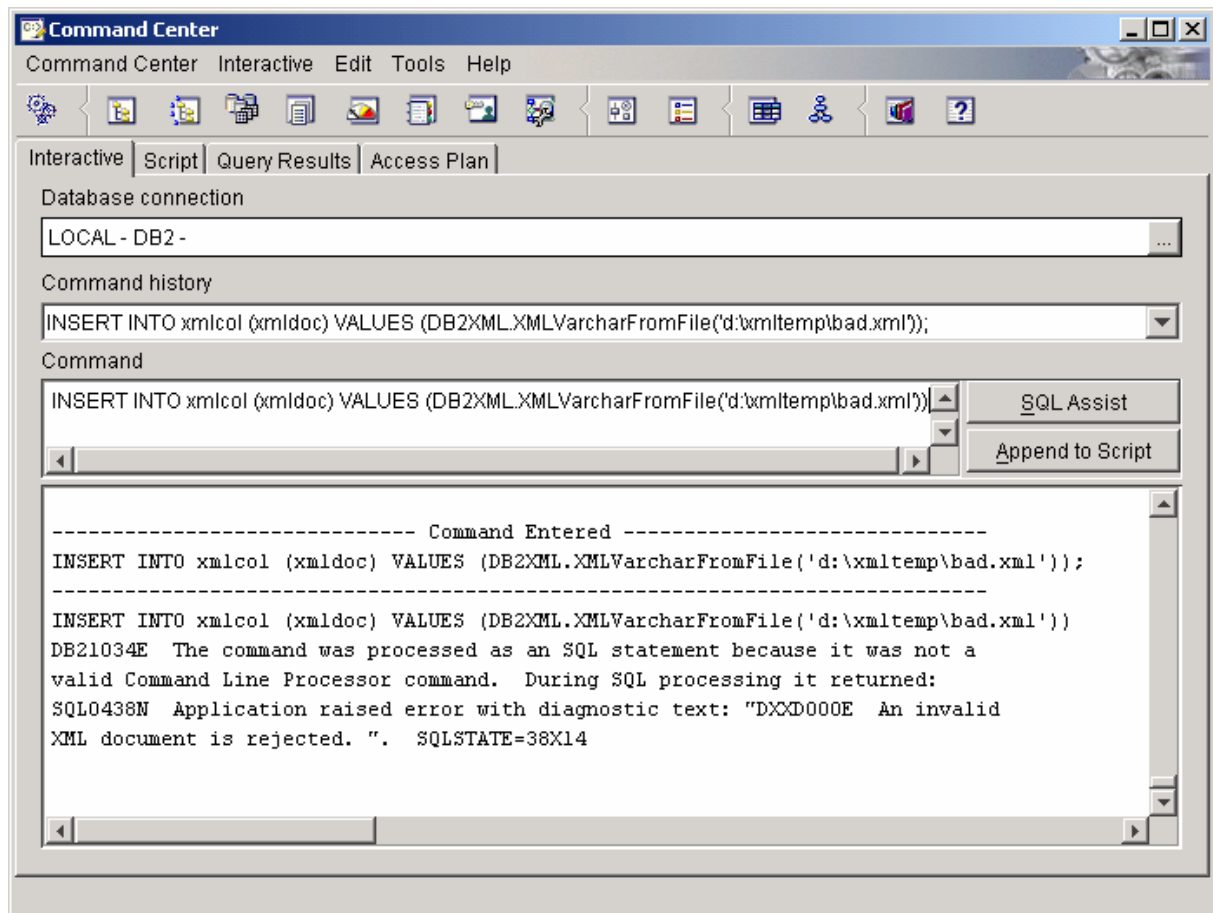 Command Center
Command Center Interactive Edit Tools Help
Interactive Script Query Results Access Plan
Database connection
LOCAL - DB2 -
...
Command history
INSERT INTO xmlcol (xmldoc) VALUES (DB2XML.XMLVarcharFromFile('d:\xmltemp\bad.xml'));
Command
INSERT INTO xmlcol (xmldoc) VALUES (DB2XML.XMLVarcharFromFile('d:\xmltemp\bad.xml'))
SQL Assist
Append to Script
------------------------------ Command Entered ------------------------------
INSERT INTO xmlcol (xmldoc) VALUES (DB2XML.XMLVarcharFromFile('d:\xmltemp\bad.xml'));
-----------------------------------------------------------------------------
INSERT INTO xmlcol (xmldoc) VALUES (DB2XML.XMLVarcharFromFile('d:\xmltemp\bad.xml'))
DB21034E  The command was processed as an SQL statement because it was not a
valid Command Line Processor command.  During SQL processing it returned:
SQL0438N  Application raised error with diagnostic text: "DXXD000E  An invalid
XML document is rejected. ".  SQLSTATE=38X14